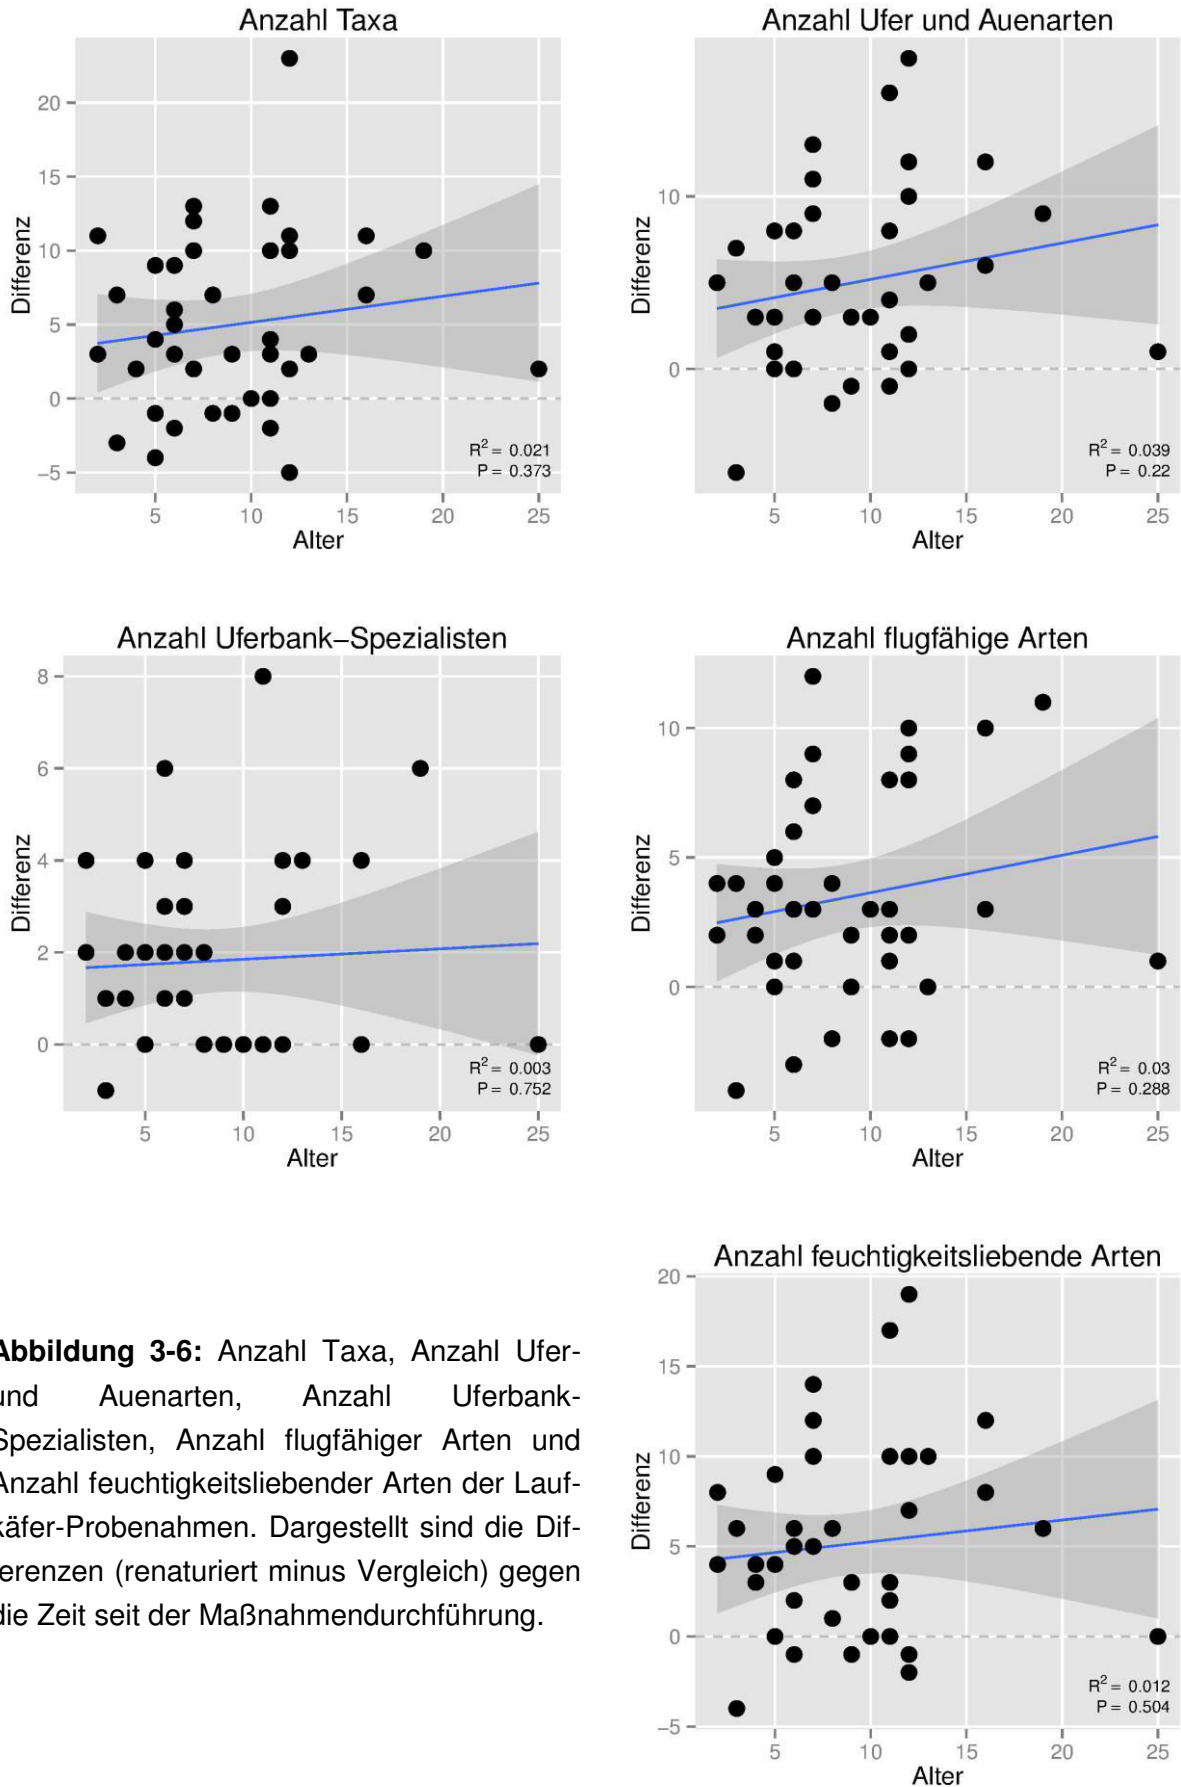 Anzahl Taxa
Differenz
20
15
10
5
0
−5
R² = 0.021
P = 0.373
5 10 15 20 25
Alter
Anzahl Ufer und Auenarten
Differenz
10
0
R² = 0.039
P = 0.22
5 10 15 20 25
Alter
Anzahl Uferbank−Spezialisten
Differenz
8
6
4
2
0
R² = 0.003
P = 0.752
5 10 15 20 25
Alter
Anzahl flugfähige Arten
Differenz
10
5
0
R² = 0.03
P = 0.288
5 10 15 20 25
Alter
Abbildung 3-6: Anzahl Taxa, Anzahl Ufer-
und Auenarten, Anzahl Uferbank-
Spezialisten, Anzahl flugfähiger Arten und
Anzahl feuchtigkeitsliebender Arten der Lauf-
käfer-Probenahmen. Dargestellt sind die Dif-
ferenzen (renaturiert minus Vergleich) gegen
die Zeit seit der Maßnahmendurchführung.
Anzahl feuchtigkeitsliebende Arten
Differenz
20
15
10
5
0
−5
R² = 0.012
P = 0.504
5 10 15 20 25
Alter